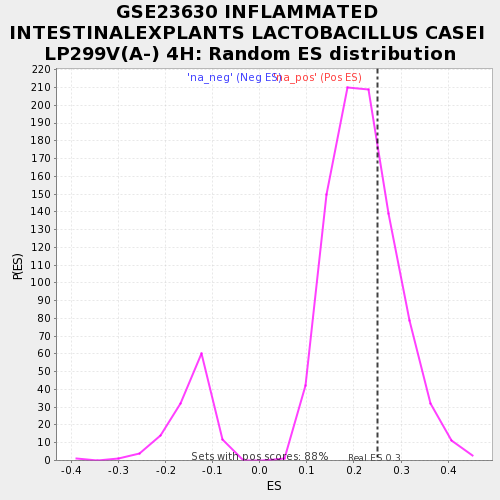 GSE23630 INFLAMMATED
INTESTINALEXPLANTS LACTOBACILLUS CASEI
LP299V(A-) 4H: Random ES distribution
'na_neg' (Neg ES) 'na_pos' (Pos ES)
220
210
200
190
180
170
160
150
140
130
120
110
100
90
80
70
60
50
40
30
20
10
0
P(ES)
Sets with pos scores: 88%
Real ES 0.3
-0.4 -0.3 -0.2 -0.1 0.0 0.1 0.2 0.3 0.4
ES